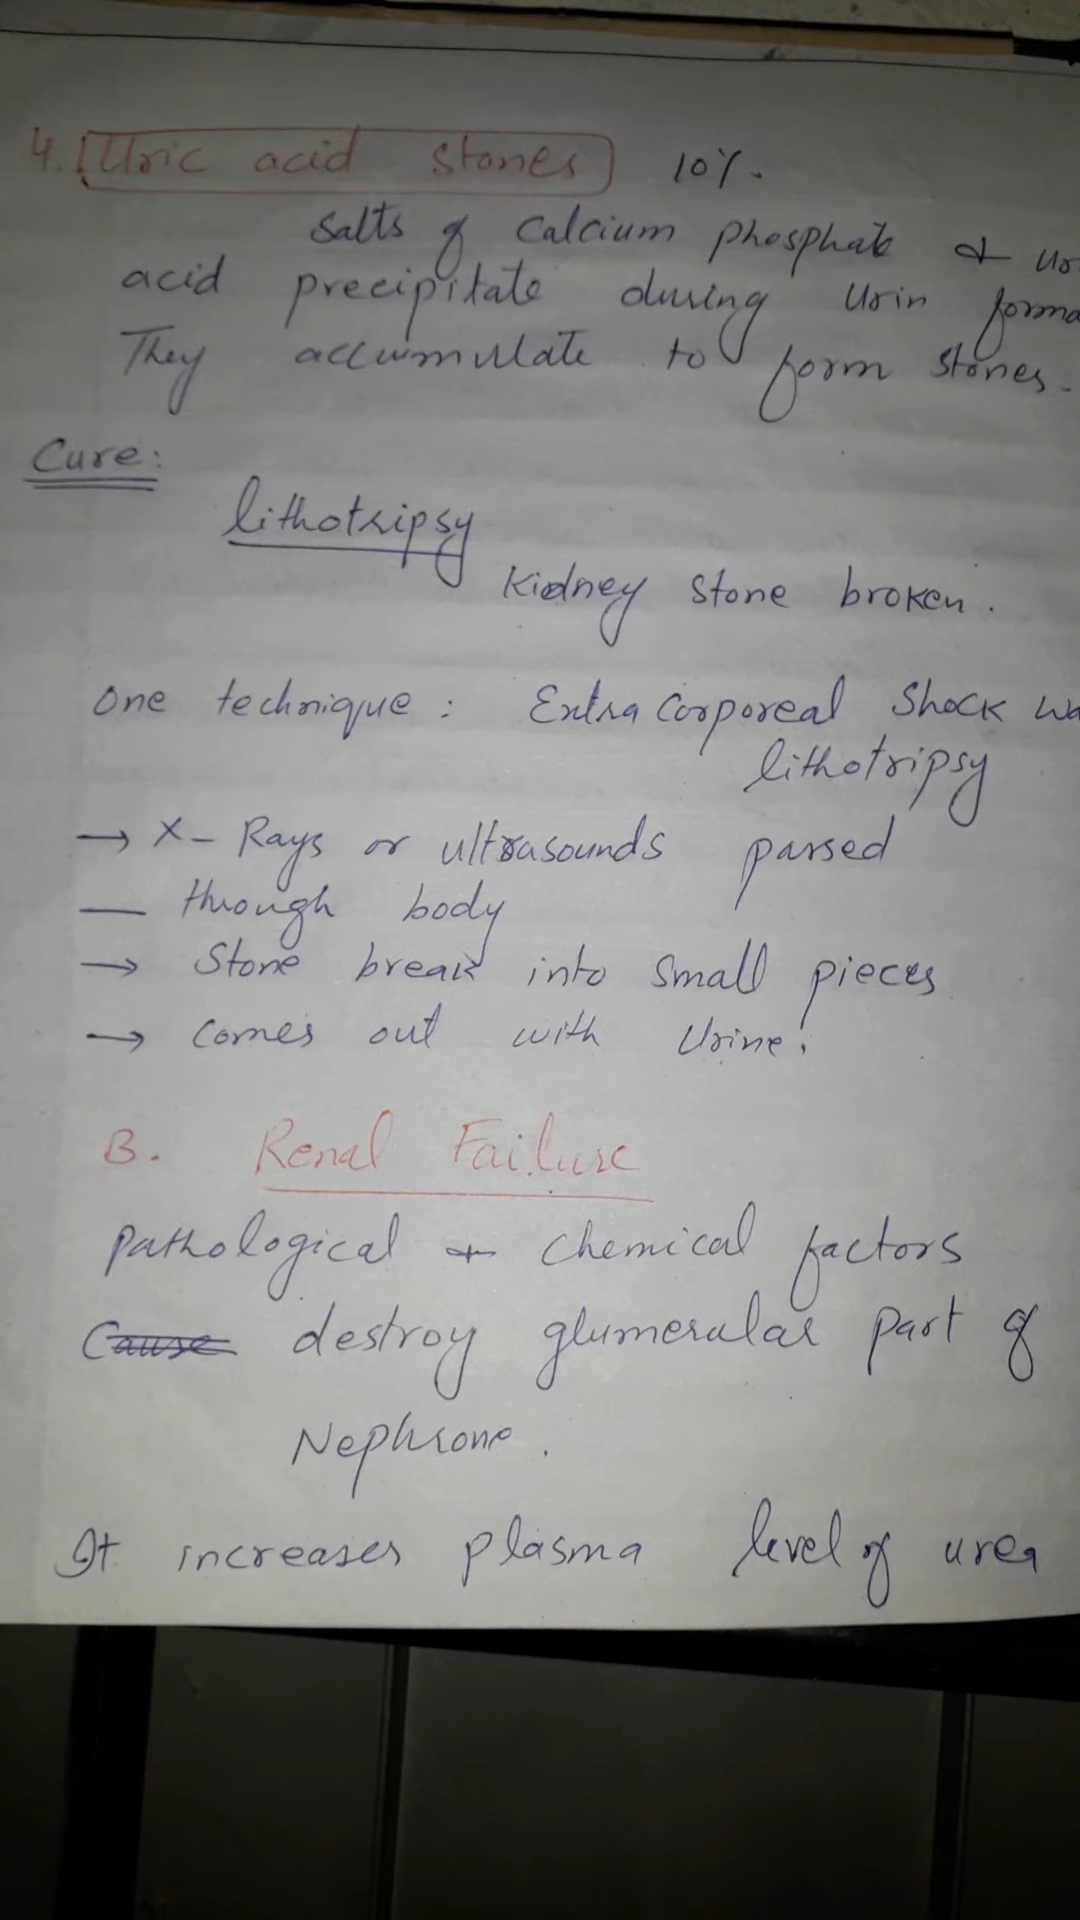 4. Uric acid stones 10%.
Salts of Calcium phosphate &
acid precipitate during Urin forma
They accumulate to form stones.
Cure:
lithotripsy
Kidney stone broken.
One technique: Extra Corporeal Shock Wa
lithotripsy
→ X-Rays or ultrasounds passed
— through body
→ Stone break into small pieces
→ Comes out with Urine.
B. Renal Failure
Pathological & chemical factors
Cause destroy glumerular part of
Nephrone.
It increases plasma level of urea